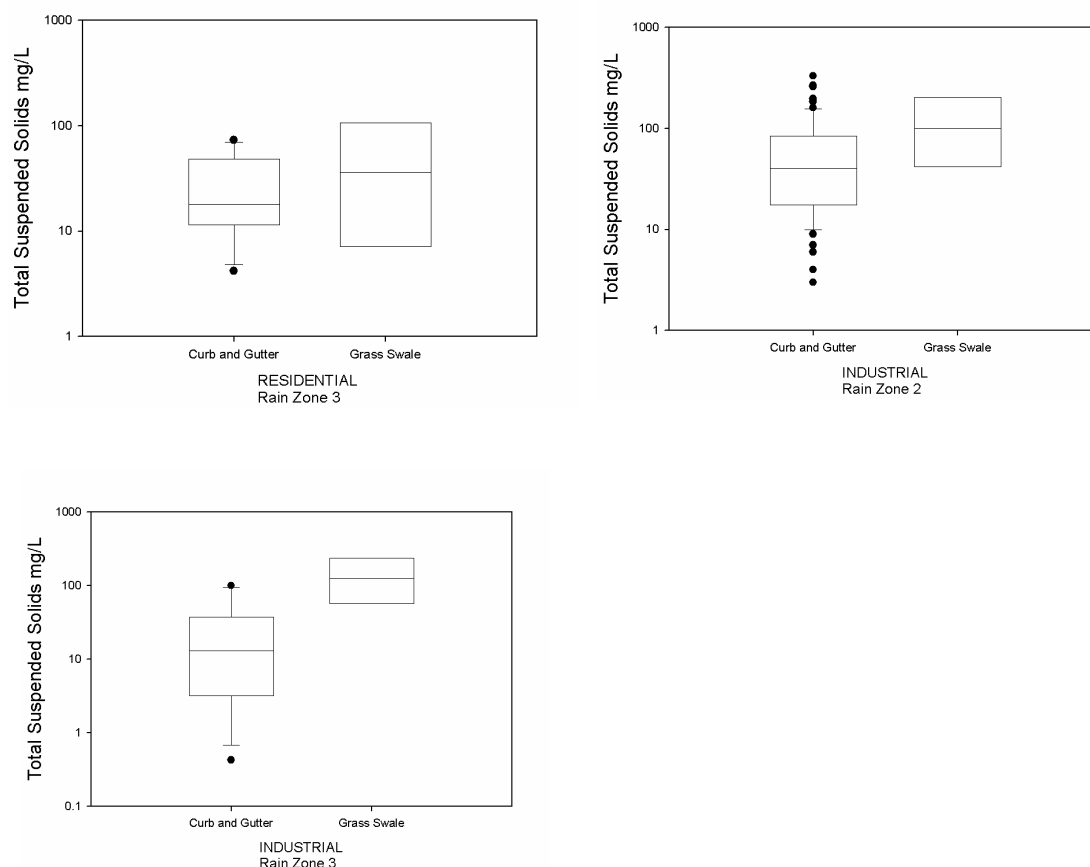 Total Suspended Solids mg/L
1000
100
10
1
Curb and Gutter
Grass Swale
RESIDENTIAL
Rain Zone 3
Total Suspended Solids mg/L
1000
100
10
1
Curb and Gutter
Grass Swale
INDUSTRIAL
Rain Zone 2
Total Suspended Solids mg/L
1000
100
10
1
0.1
Curb and Gutter
Grass Swale
INDUSTRIAL
Rain Zone 3